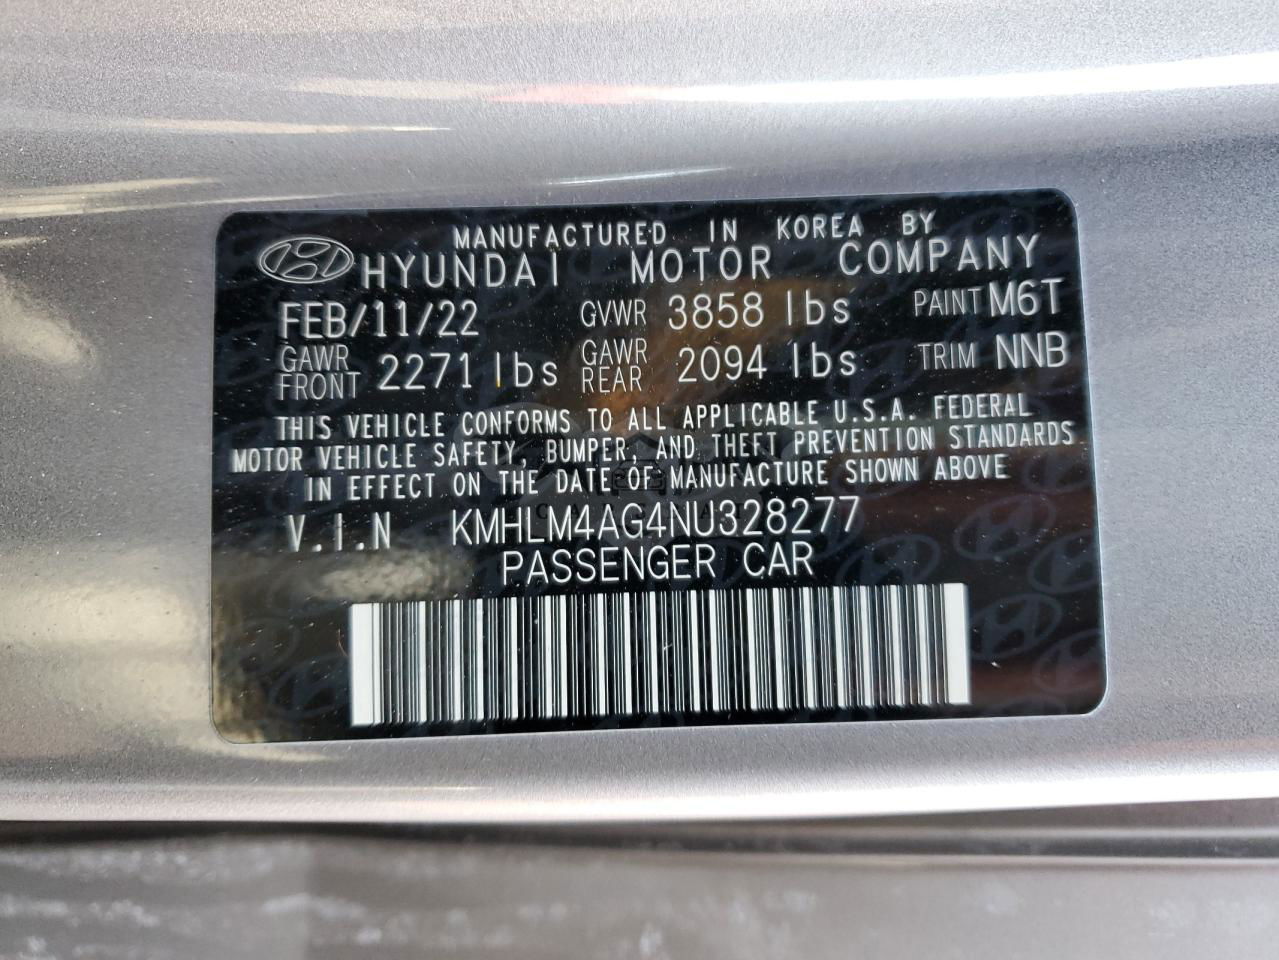 MANUFACTURED IN KOREA BY
HYUNDAI MOTOR COMPANY
FEB/11/22 GVWR 3858 lbs PAINT M6T
GAWR FRONT 2271 lbs GAWR REAR 2094 lbs TRIM NNB
THIS VEHICLE CONFORMS TO ALL APPLICABLE U.S.A. FEDERAL
MOTOR VEHICLE SAFETY, BUMPER, AND THEFT PREVENTION STANDARDS
IN EFFECT ON THE DATE OF MANUFACTURE SHOWN ABOVE
V.I.N KMHLM4AG4NU328277
PASSENGER CAR